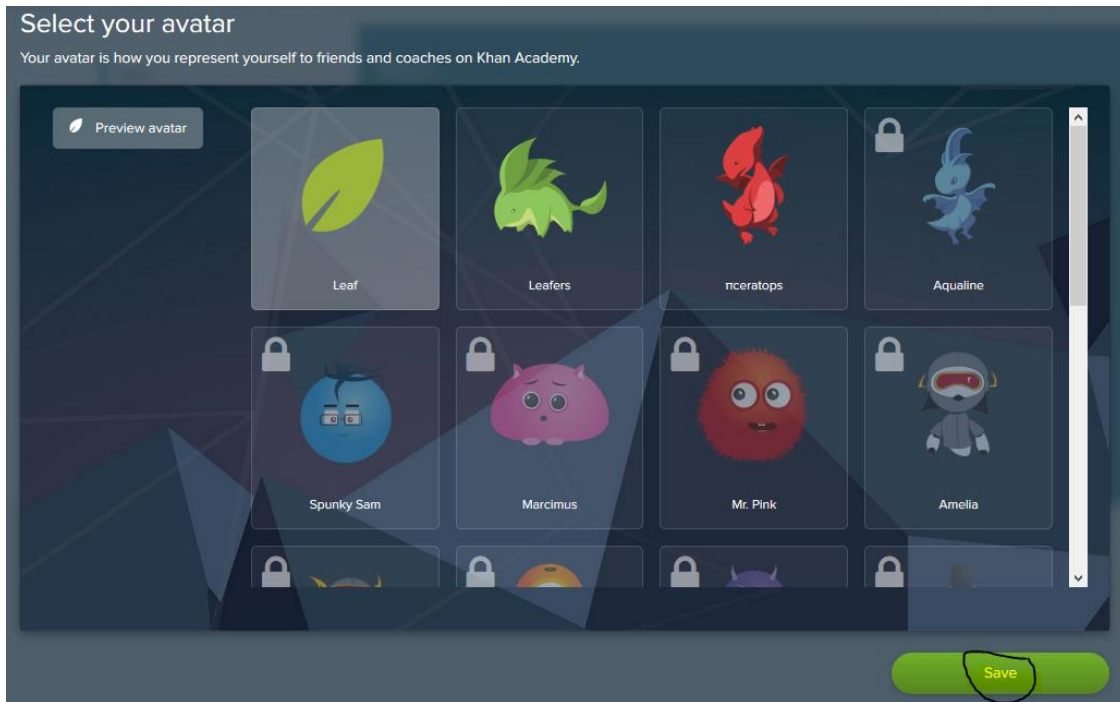 Select your avatar
Your avatar is how you represent yourself to friends and coaches on Khan Academy.
Preview avatar
Leaf
Leafers
πceratops
Aqualine
Spunky Sam
Marcimus
Mr. Pink
Amelia
Save